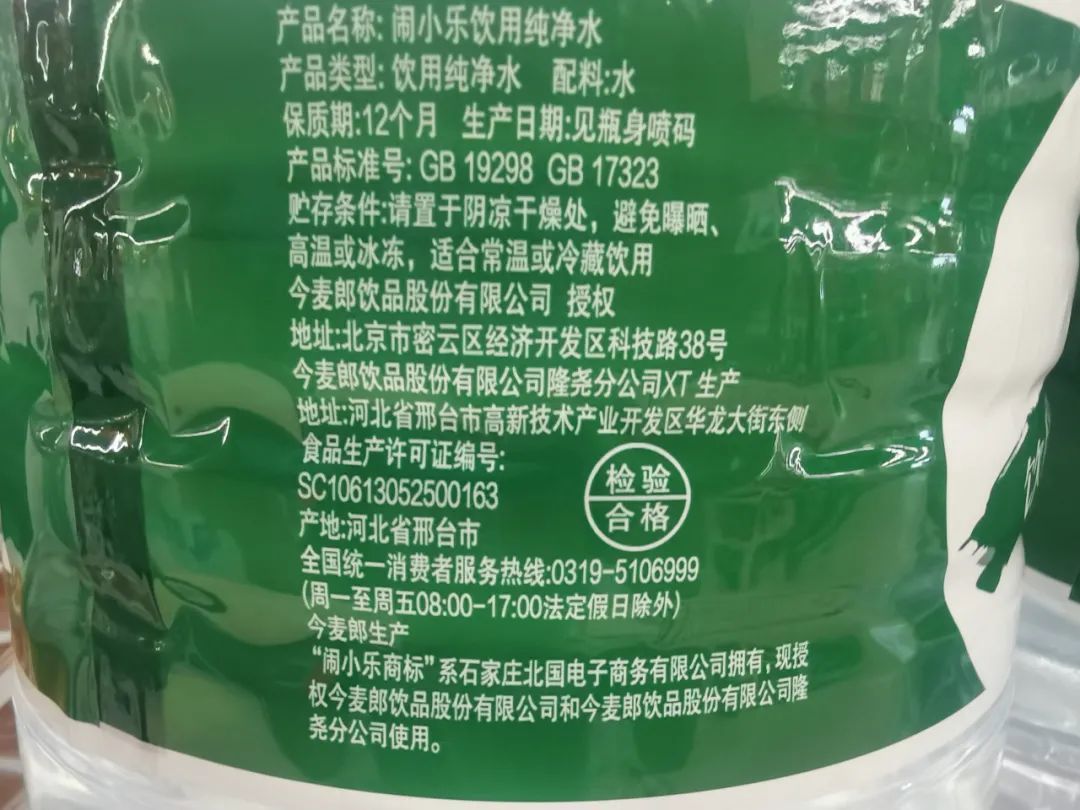 产品名称: 闹小乐饮用纯净水
产品类型: 饮用纯净水 配料:水
保质期:12个月 生产日期:见瓶身喷码
产品标准号: GB 19298 GB 17323
贮存条件:请置于阴凉干燥处，避免曝晒、
高温或冰冻，适合常温或冷藏饮用
今麦郎饮品股份有限公司 授权
地址:北京市密云区经济开发区科技路38号
今麦郎饮品股份有限公司隆尧分公司XT 生产
地址:河北省邢台市高新技术产业开发区华龙大街东侧
食品生产许可证编号:
SC10613052500163
检验
合格
产地:河北省邢台市
全国统一消费者服务热线:0319-5106999
(周一至周五08:00-17:00法定假日除外)
今麦郎生产
“闹小乐商标”系石家庄北国电子商务有限公司拥有,现授
权今麦郎饮品股份有限公司和今麦郎饮品股份有限公司隆
尧分公司使用。